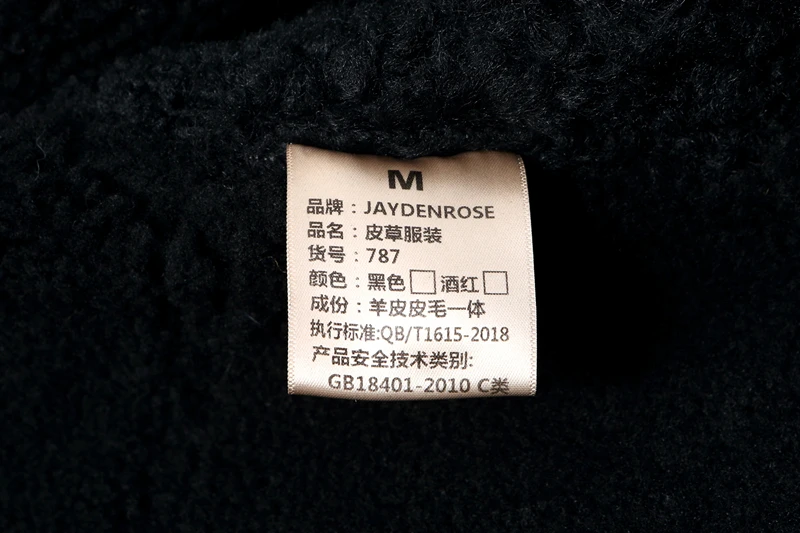 M
品牌：JAYDENROSE
品名：皮草服装
货号：787
颜色：黑色□ 酒红□
成份：羊皮皮毛一体
执行标准:QB/T1615-2018
产品安全技术类别:
GB18401-2010 C类